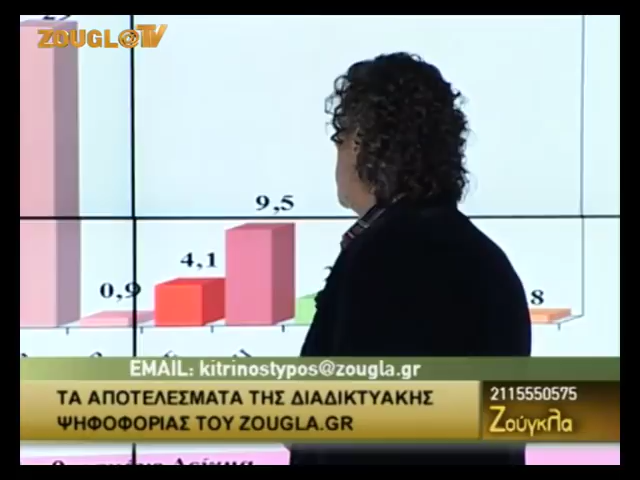 ZOUGL@TV
9,5
4,1
0,9
8
EMAIL: kitrinostypos@zougla.gr
ΤΑ ΑΠΟΤΕΛΕΣΜΑΤΑ ΤΗΣ ΔΙΑΔΙΚΤΥΑΚΗΣ
ΨΗΦΟΦΟΡΙΑΣ ΤΟΥ ZOUGLA.GR
2115550575
Ζούγκλα